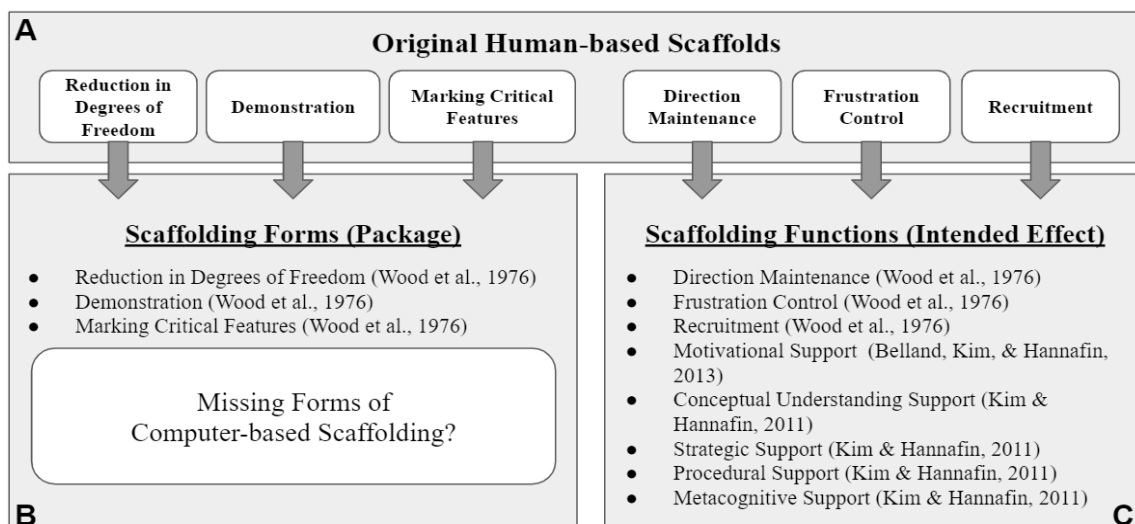 A
Original Human-based Scaffolds
Reduction in
Degrees of
Freedom
Demonstration
Marking Critical
Features
Direction
Maintenance
Frustration
Control
Recruitment
Scaffolding Forms (Package)
● Reduction in Degrees of Freedom (Wood et al., 1976)
● Demonstration (Wood et al., 1976)
● Marking Critical Features (Wood et al., 1976)
Missing Forms of
Computer-based Scaffolding?
B
Scaffolding Functions (Intended Effect)
● Direction Maintenance (Wood et al., 1976)
● Frustration Control (Wood et al., 1976)
● Recruitment (Wood et al., 1976)
● Motivational Support (Belland, Kim, & Hannafin,
2013)
● Conceptual Understanding Support (Kim &
Hannafin, 2011)
● Strategic Support (Kim & Hannafin, 2011)
● Procedural Support (Kim & Hannafin, 2011)
● Metacognitive Support (Kim & Hannafin, 2011)
C